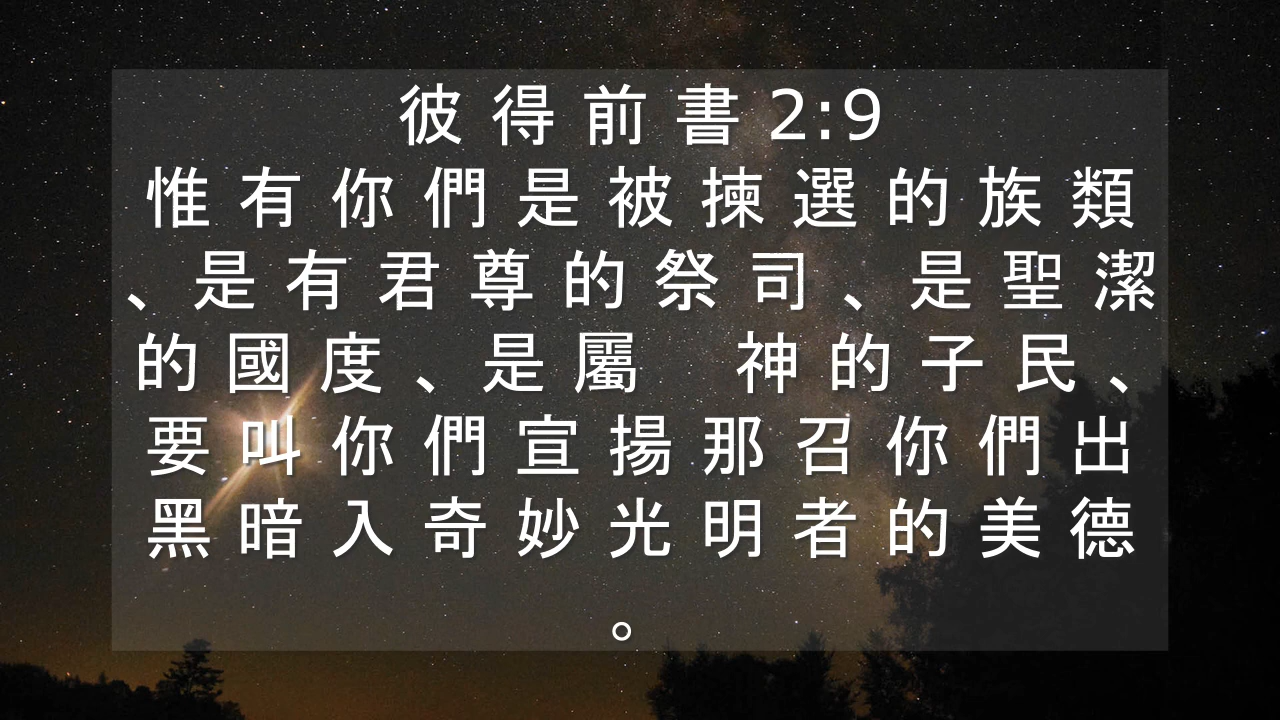 彼得前書 2:9
惟有你們是被揀選的族類
、是有君尊的祭司、是聖潔
的國度、是屬　神的子民、
要叫你們宣揚那召你們出
黑暗入奇妙光明者的美德
。